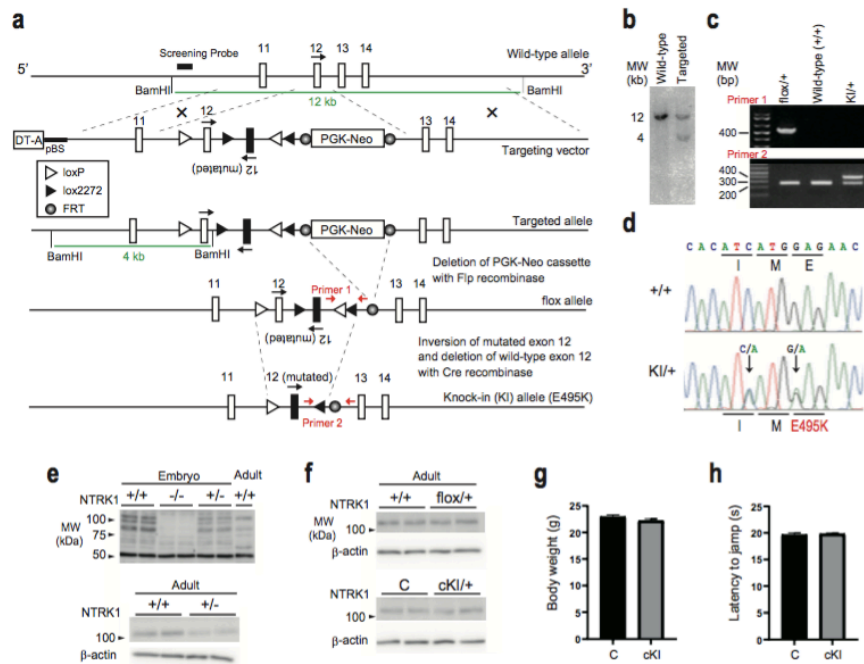 a
Screening Probe
11
12
13
14
Wild-type allele
5′
3′
BamHI
BamHI
12 kb
DT-A
pBS
11
12
12 (mutated)
PGK-Neo
13
14
Targeting vector
loxP
lox2272
FRT
PGK-Neo
Targeted allele
BamHI
4 kb
BamHI
Deletion of PGK-Neo cassette
with Flp recombinase
flox allele
11
12
12 (mutated)
Primer 1
13
14
Inversion of mutated exon 12
and deletion of wild-type exon 12
with Cre recombinase
11
12 (mutated)
13
14
Primer 2
Knock-in (KI) allele (E495K)
b
MW
(kb)
Wild-type
Targeted
12
4
c
MW
(bp)
flox/+
Wild-type (+/+)
KI/+
Primer 1
400
Primer 2
400
300
200
d
C A C A T C A T G G A G A A C
I M E
+/+
C/A G/A
KI/+
I M E495K
e
Embryo Adult
NTRK1 +/+ -/- +/- +/+
MW
(kDa)
100
75
50
Adult
NTRK1 +/+ +/-
100
β-actin
f
Adult
NTRK1 +/+ flox/+
MW
(kDa)
100
β-actin
Adult
NTRK1 C cKI/+
100
β-actin
g
Body weight (g)
25
20
15
10
5
0
C cKI
h
Latency to jamp (s)
25
20
15
10
5
0
C cKI